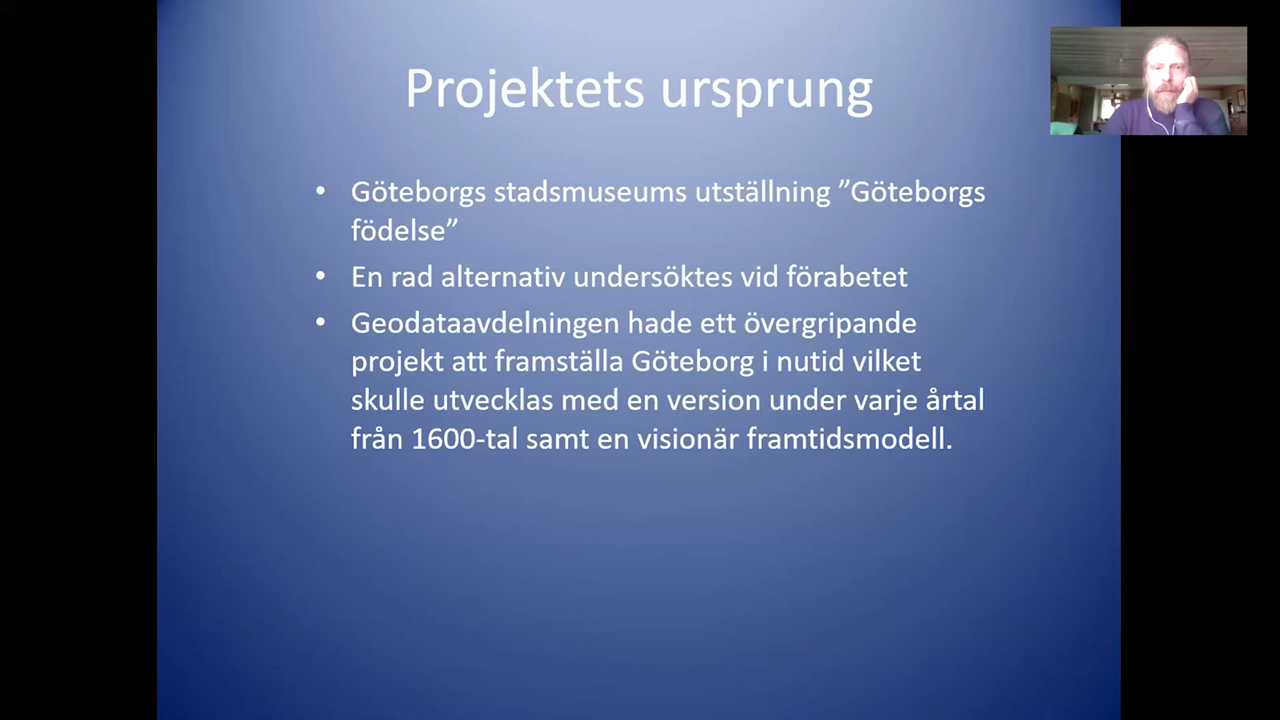 Projektets ursprung
• Göteborgs stadsmuseums utställning ”Göteborgs
födelse”
• En rad alternativ undersöktes vid förabetet
• Geodataavdelningen hade ett övergripande
projekt att framställa Göteborg i nutid vilket
skulle utvecklas med en version under varje årtal
från 1600-tal samt en visionär framtidsmodell.